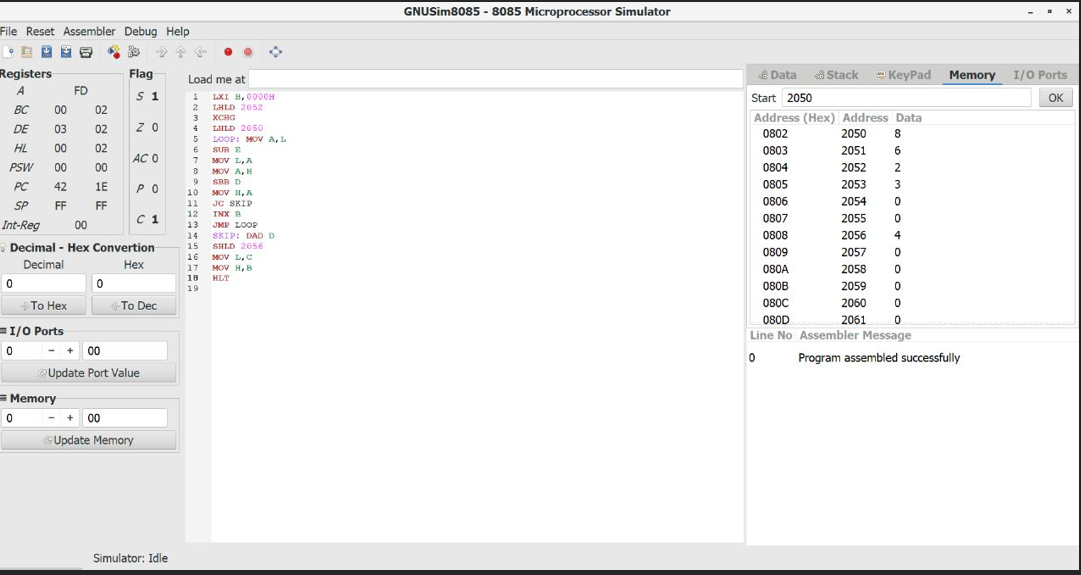 GNUSim8085 - 8085 Microprocessor Simulator
File Reset Assembler Debug Help
Registers
A FD
BC 00 02
DE 03 02
HL 00 02
PSW 00 00
PC 42 1E
SP FF FF
Int-Reg 00
Flag
S 1
Z 0
AC 0
P 0
C 1
Decimal - Hex Convertion
Decimal Hex
0 0
To Hex To Dec
I/O Ports
0 - + 00
Update Port Value
Memory
0 - + 00
Update Memory
Load me at
1 LXI B,0000H
2 LHLD 2052
3 XCHG
4 LHLD 2050
5 LOOP: MOV A,L
6 SUB E
7 MOV L,A
8 MOV A,H
9 SBB D
10 MOV H,A
11 JC SKIP
12 INX B
13 JMP LOOP
14 SKIP: DAD D
15 SHLD 2056
16 MOV L,C
17 MOV H,B
18 HLT
19
Data Stack KeyPad Memory I/O Ports
Start 2050 OK
Address (Hex) Address Data
0802 2050 8
0803 2051 6
0804 2052 2
0805 2053 3
0806 2054 0
0807 2055 0
0808 2056 4
0809 2057 0
080A 2058 0
080B 2059 0
080C 2060 0
080D 2061 0
Line No Assembler Message
0 Program assembled successfully
Simulator: Idle